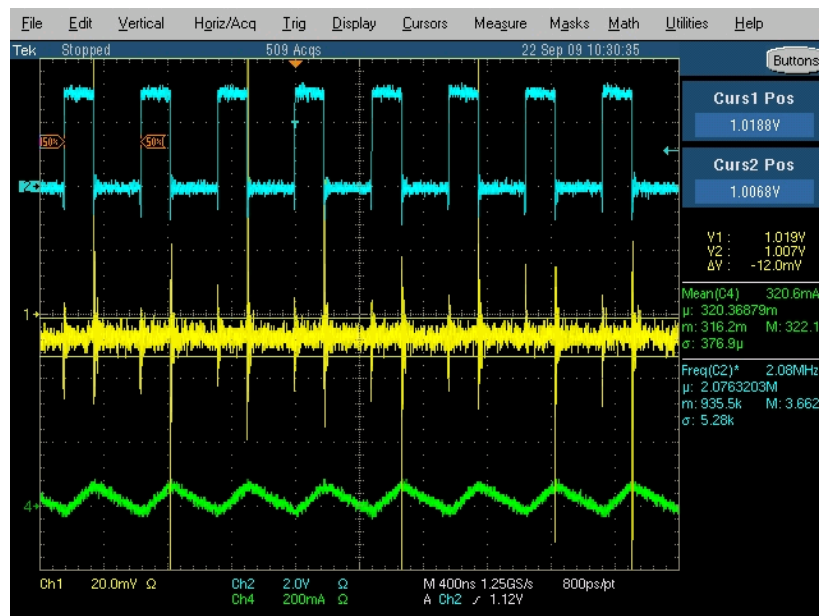 File Edit Vertical Horiz/Acq Trig Display Cursors Measure Masks Math Utilities Help
Tek Stopped 509 Acqs 22 Sep 09 10:30:35
Buttons
Curs1 Pos
1.0188V
Curs2 Pos
1.0068V
V1 : 1.019V
V2 : 1.007V
ΔV : -12.0mV
Mean(C4) 320.6mA
μ: 320.36879m
m: 316.2m M: 322.1
σ: 376.9μ
Freq(C2)* 2.08MHz
μ: 2.0763203M
m: 935.5k M: 3.662
σ: 5.28k
50% 50%
T
2
1
4
Ch1 20.0mV Ω Ch2 2.0V Ω M 400ns 1.25GS/s 800ps/pt
Ch4 200mA Ω A Ch2 ∕ 1.12V